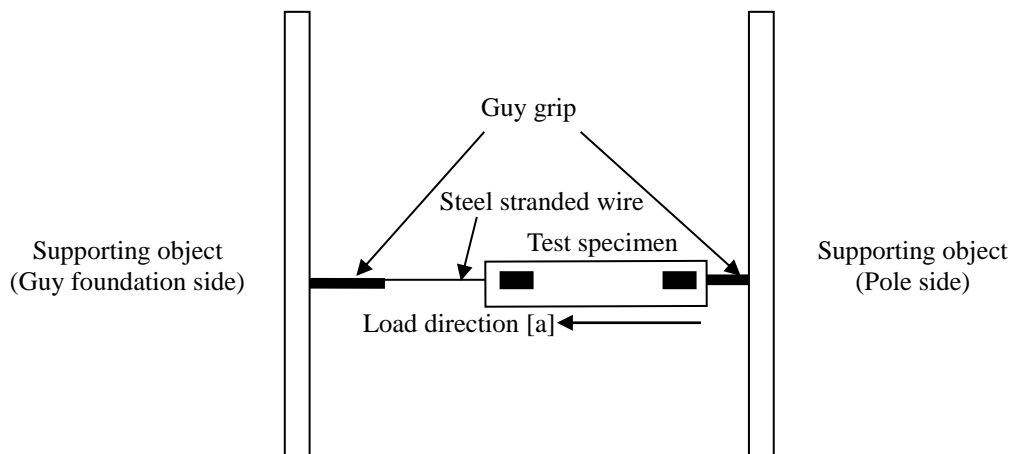 Guy grip
Steel stranded wire
Test specimen
Supporting object
(Guy foundation side)
Supporting object
(Pole side)
Load direction [a]